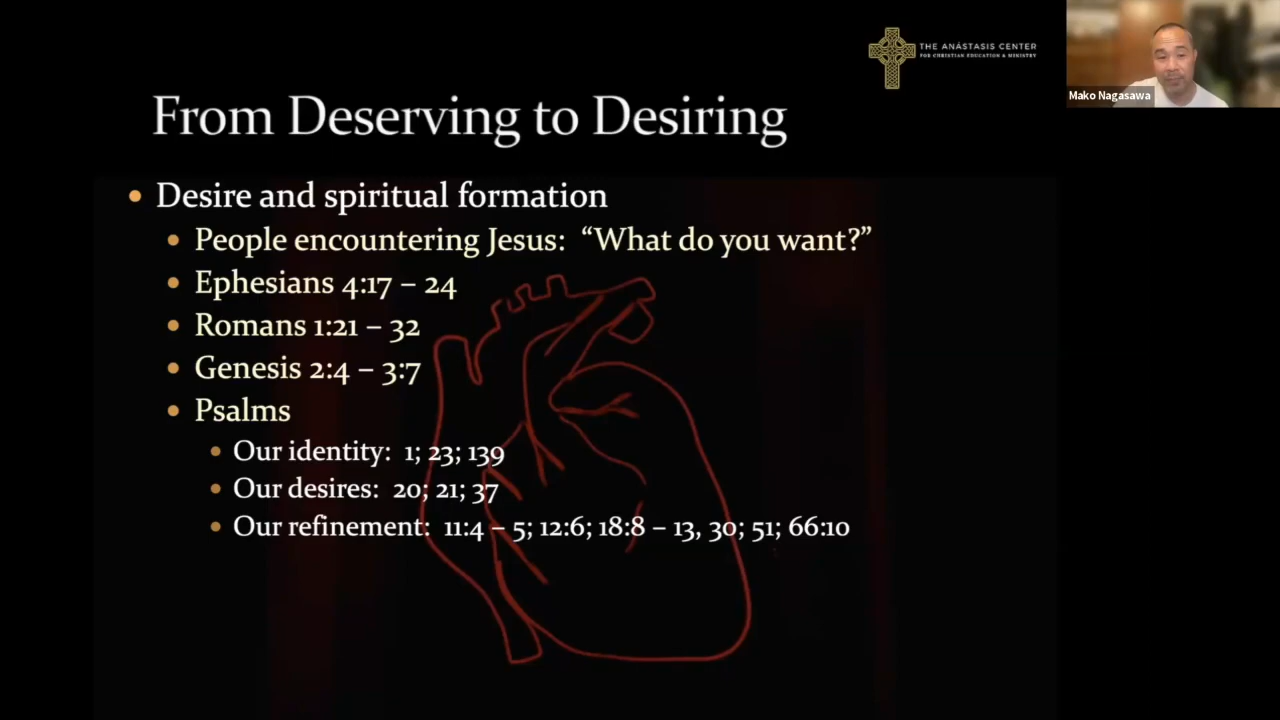 THE ANÁSTASIS CENTER
FOR CHRISTIAN EDUCATION & MINISTRY
Mako Nagasawa
From Deserving to Desiring
• Desire and spiritual formation
• People encountering Jesus: “What do you want?”
• Ephesians 4:17 – 24
• Romans 1:21 – 32
• Genesis 2:4 – 3:7
• Psalms
• Our identity: 1; 23; 139
• Our desires: 20; 21; 37
• Our refinement: 11:4 – 5; 12:6; 18:8 – 13, 30; 51; 66:10